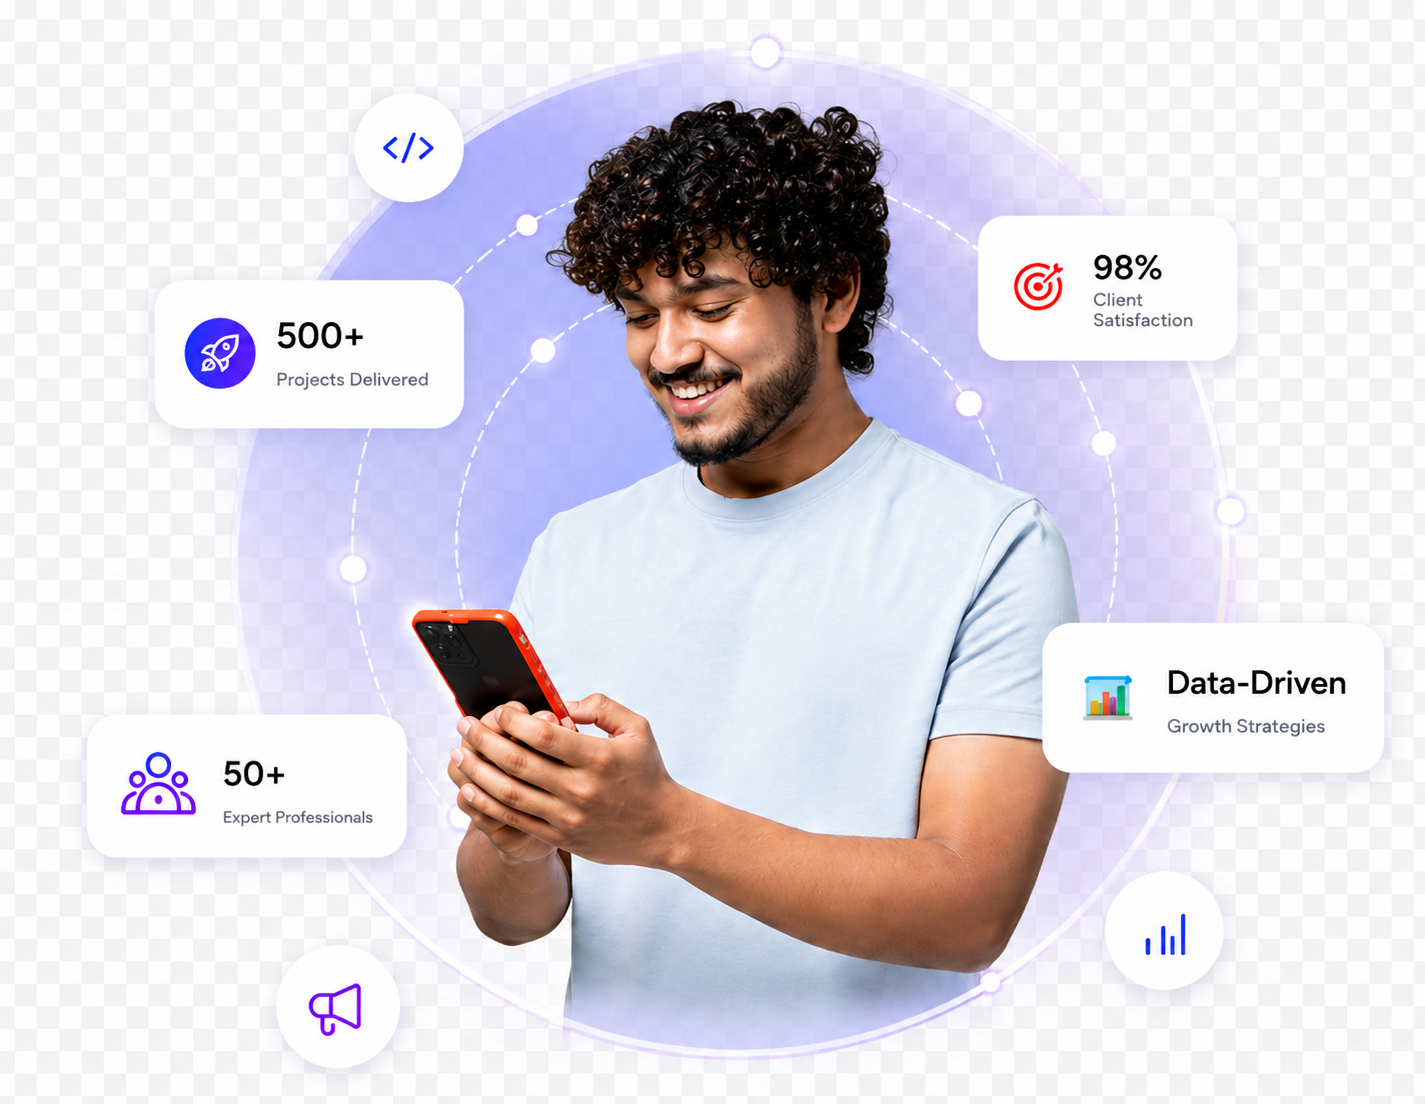 500+
Projects Delivered
98%
Client
Satisfaction
50+
Expert Professionals
Data-Driven
Growth Strategies